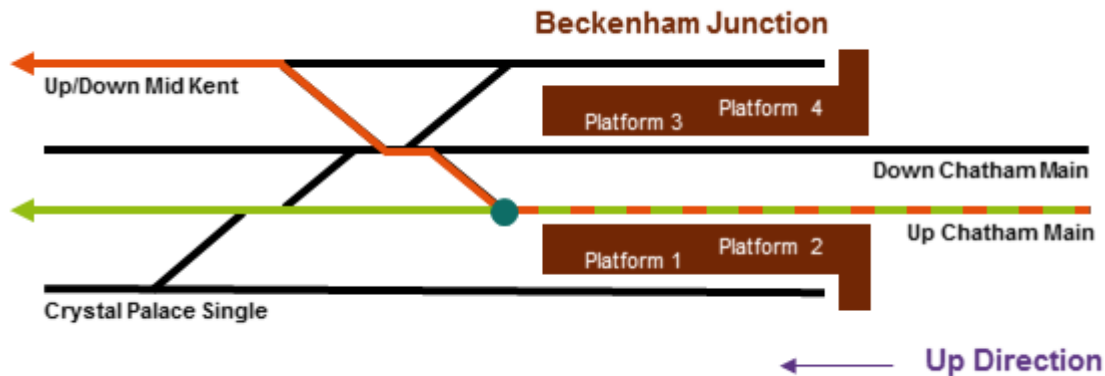 Beckenham Junction
Up/Down Mid Kent
Platform 4
Platform 3
Down Chatham Main
Up Chatham Main
Platform 2
Platform 1
Crystal Palace Single
Up Direction